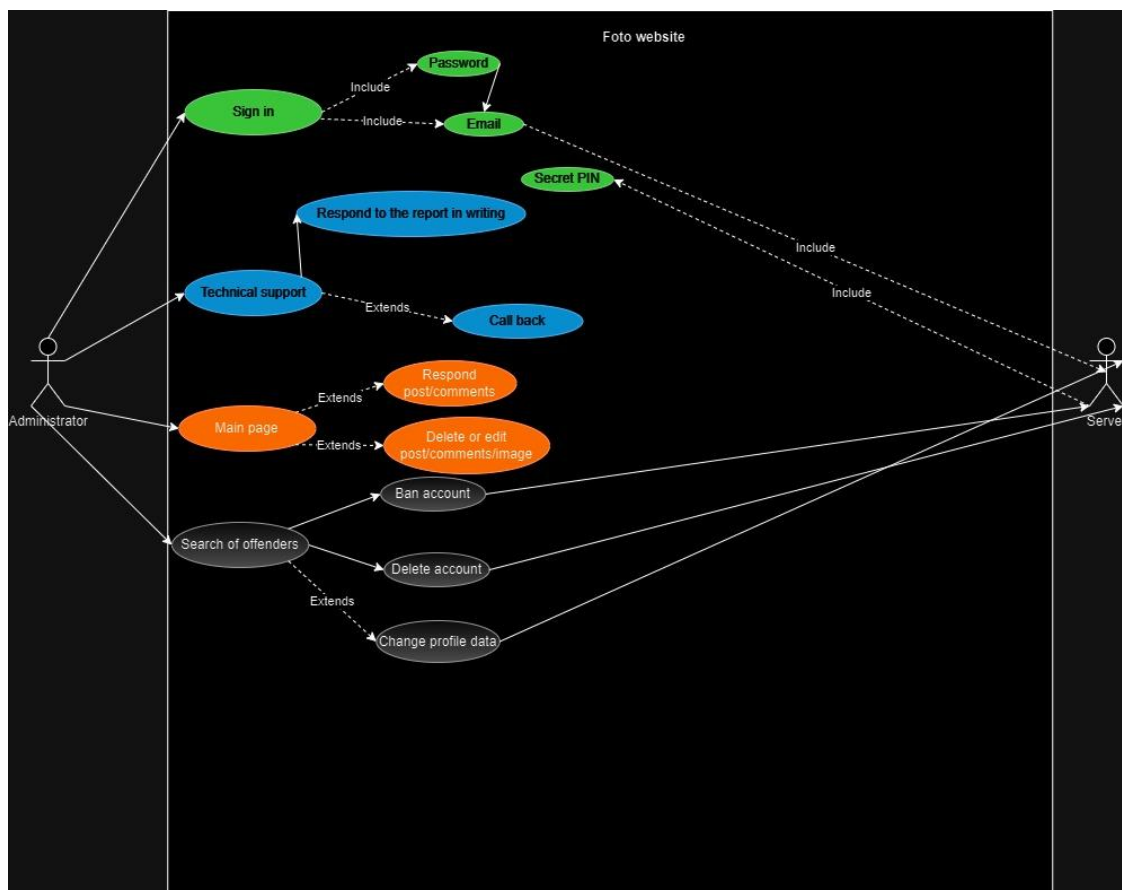 Foto website
Password
Include
Sign in
Include
Email
Secret PIN
Respond to the report in writing
Include
Include
Technical support
Extends
Call back
Respond
post/comments
Extends
Administrator
Main page
Extends
Delete or edit
post/comments/image
Serve
Ban account
Search of offenders
Delete account
Extends
Change profile data